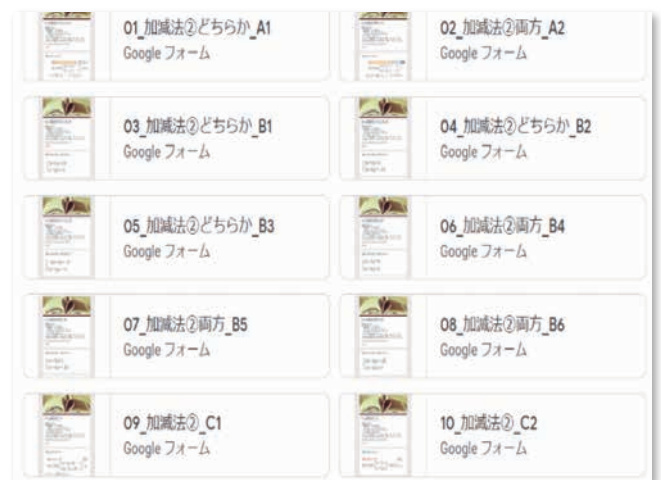 01_加減法②どちらか_A1
Google フォーム
02_加減法②両方_A2
Google フォーム
03_加減法②どちらか_B1
Google フォーム
04_加減法②どちらか_B2
Google フォーム
05_加減法②どちらか_B3
Google フォーム
06_加減法②両方_B4
Google フォーム
07_加減法②両方_B5
Google フォーム
08_加減法②両方_B6
Google フォーム
09_加減法②_C1
Google フォーム
10_加減法②_C2
Google フォーム